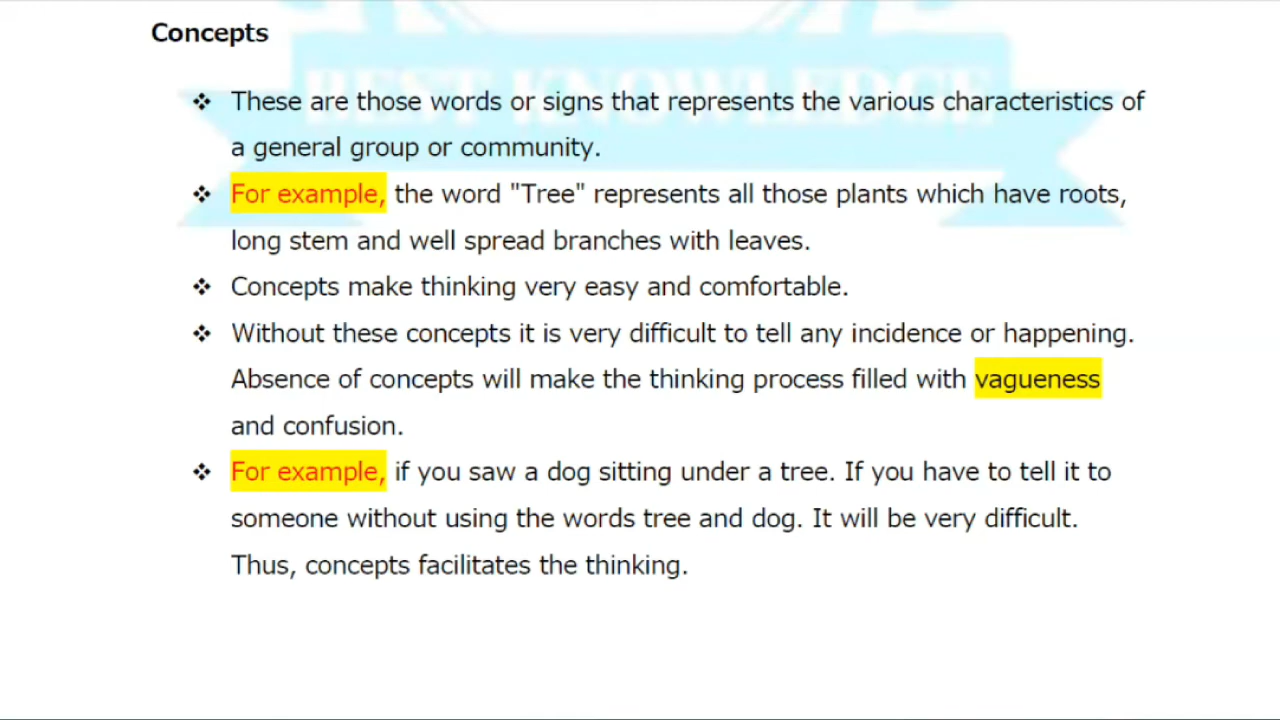 Concepts
BEST KNOWLEDGE
❖ These are those words or signs that represents the various characteristics of
a general group or community.
❖ For example, the word "Tree" represents all those plants which have roots,
long stem and well spread branches with leaves.
❖ Concepts make thinking very easy and comfortable.
❖ Without these concepts it is very difficult to tell any incidence or happening.
Absence of concepts will make the thinking process filled with vagueness
and confusion.
❖ For example, if you saw a dog sitting under a tree. If you have to tell it to
someone without using the words tree and dog. It will be very difficult.
Thus, concepts facilitates the thinking.